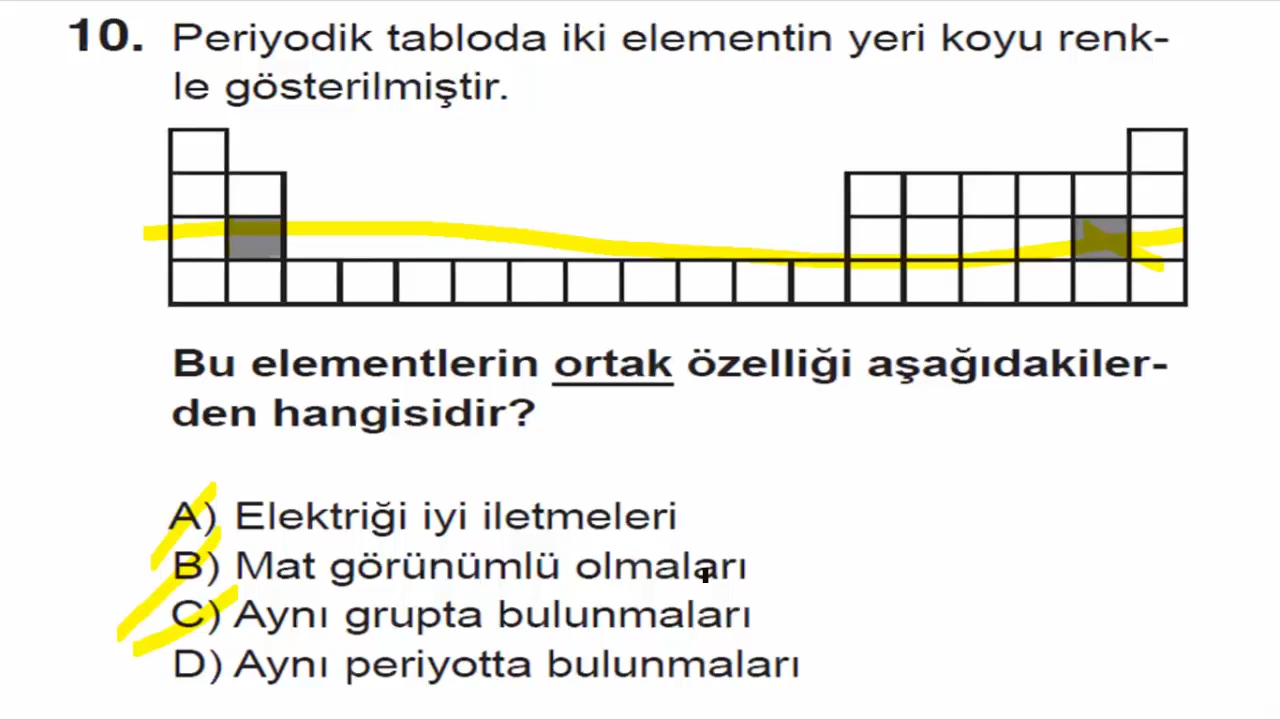 10. Periyodik tabloda iki elementin yeri koyu renk-
le gösterilmiştir.
Bu elementlerin ortak özelliği aşağıdakiler-
den hangisidir?
A) Elektriği iyi iletmeleri
B) Mat görünümlü olmaları
C) Aynı grupta bulunmaları
D) Aynı periyotta bulunmaları